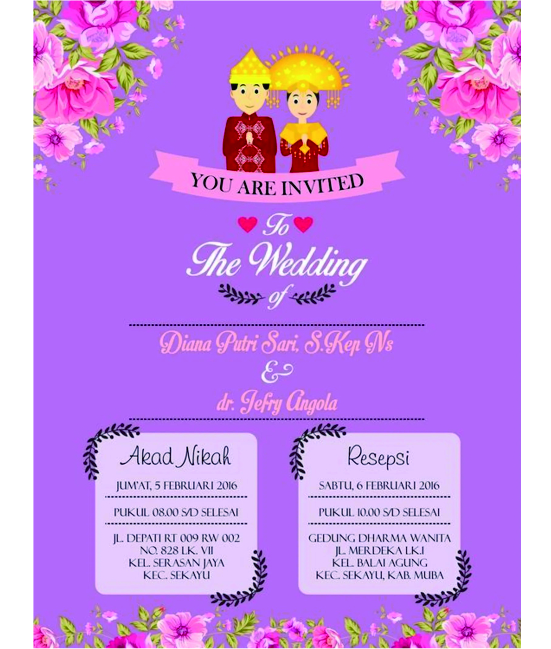 YOU ARE INVITED
To
The Wedding
of
Diana Putri Sari, S.Kep Ns
&
dr. Jefry Angola
Akad Nikah
JUM'AT, 5 FEBRUARI 2016
PUKUL 08.00 S/D SELESAI
JL. DEPATI RT 009 RW 002
NO. 828 LK. VII
KEL. SERASAN JAYA
KEC. SEKAYU
Resepsi
SABTU, 6 FEBRUARI 2016
PUKUL 10.00 S/D SELESAI
GEDUNG DHARMA WANITA
JL. MERDEKA LK.I
KEL. BALAI AGUNG
KEC. SEKAYU, KAB. MUBA